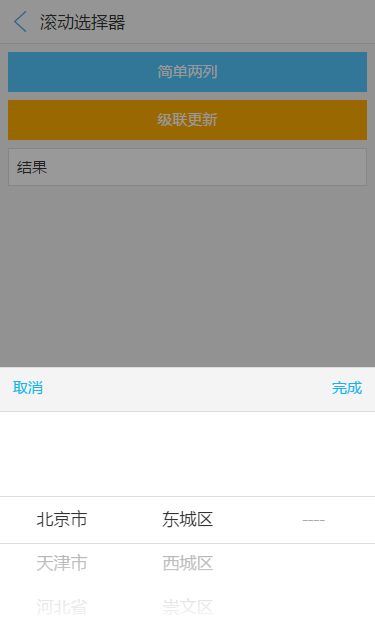 滚动选择器
简单两列
级联更新
结果
取消 完成
北京市 东城区 ----
天津市 西城区
河北省 崇文区